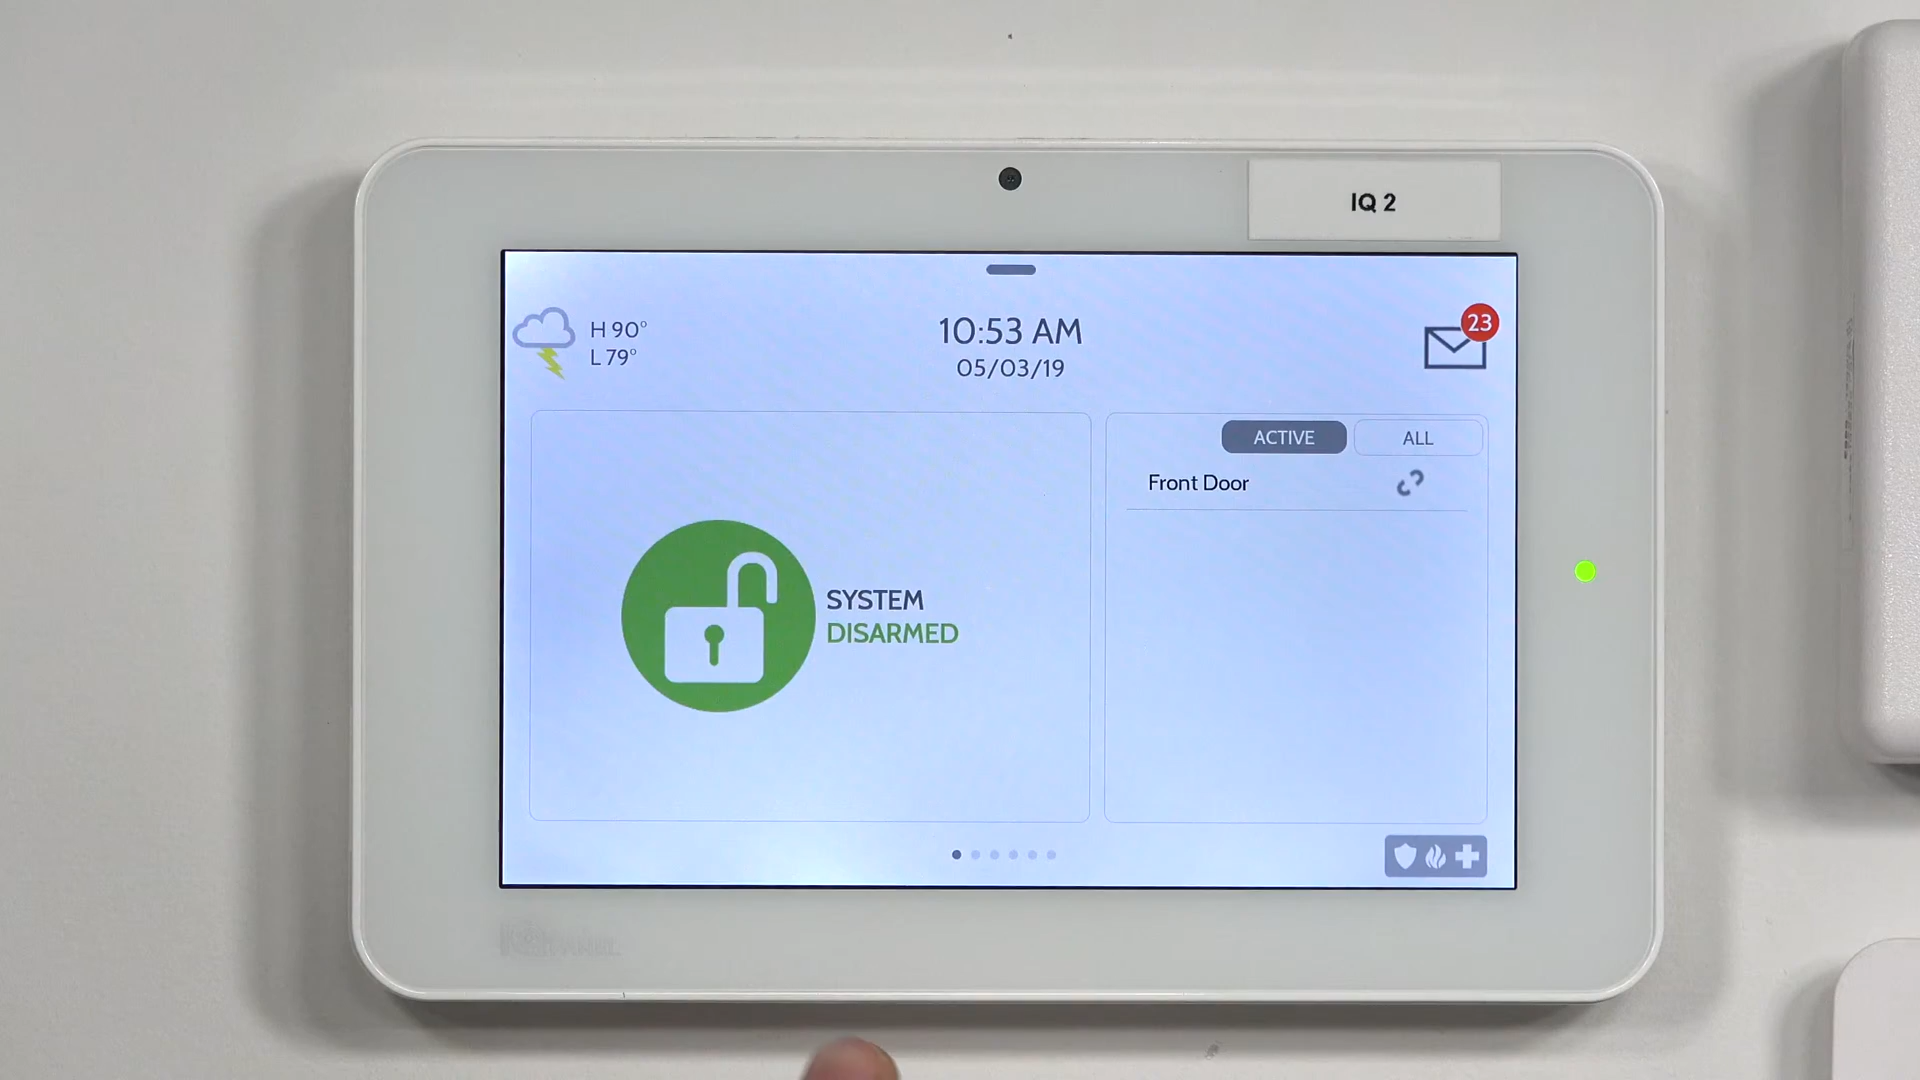 IQ 2
H 90°
L 79°
10:53 AM
05/03/19
23
ACTIVE
ALL
Front Door
SYSTEM
DISARMED